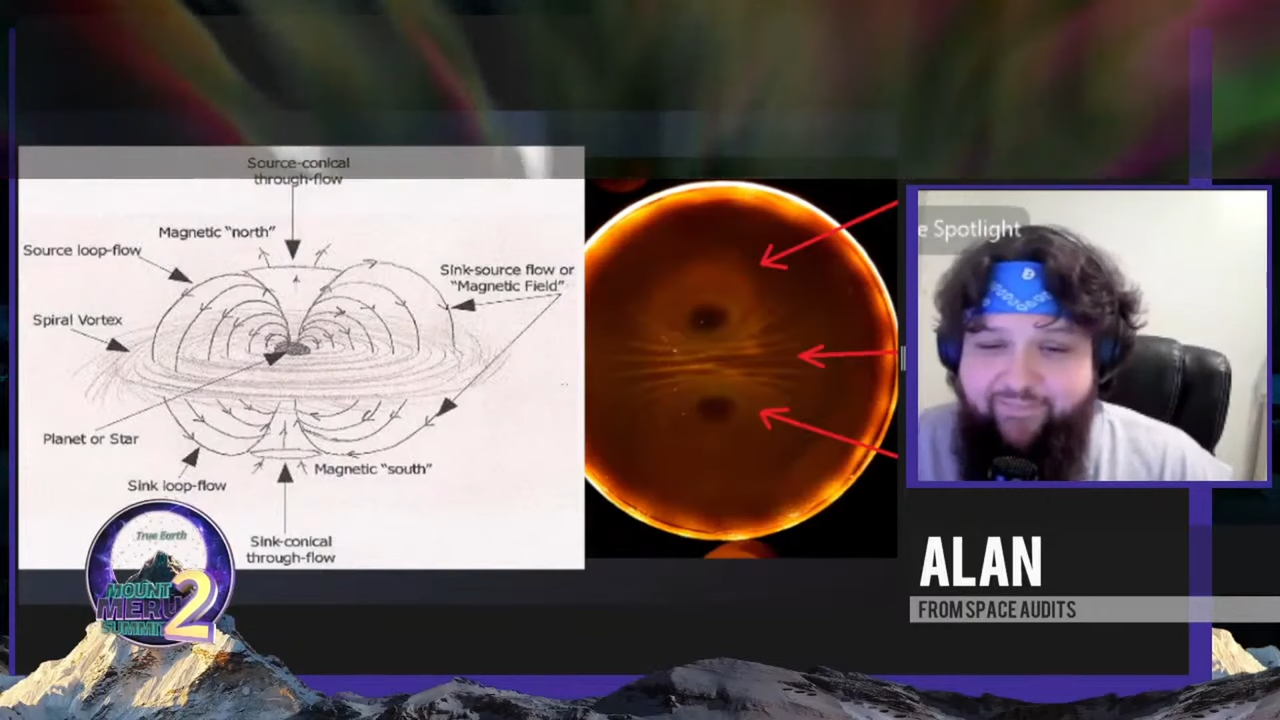 Source-conical
through-flow
Magnetic "north"
Source loop-flow
Sink-source flow or
"Magnetic Field"
Spiral Vortex
Planet or Star
Magnetic "south"
Sink loop-flow
Sink-conical
through-flow
True Earth
MOUNT
MERU
SUMMIT
2
e Spotlight
ALAN
FROM SPACE AUDITS